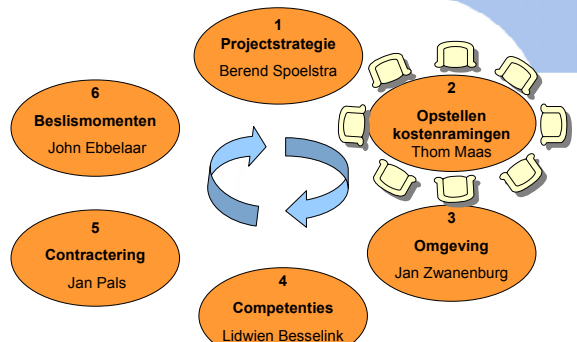 1
Projectstrategie
Berend Spoelstra
2
Opstellen
kostenramingen
Thom Maas
3
Omgeving
Jan Zwanenburg
4
Competenties
Lidwien Besselink
5
Contractering
Jan Pals
6
Beslismomenten
John Ebbelaar